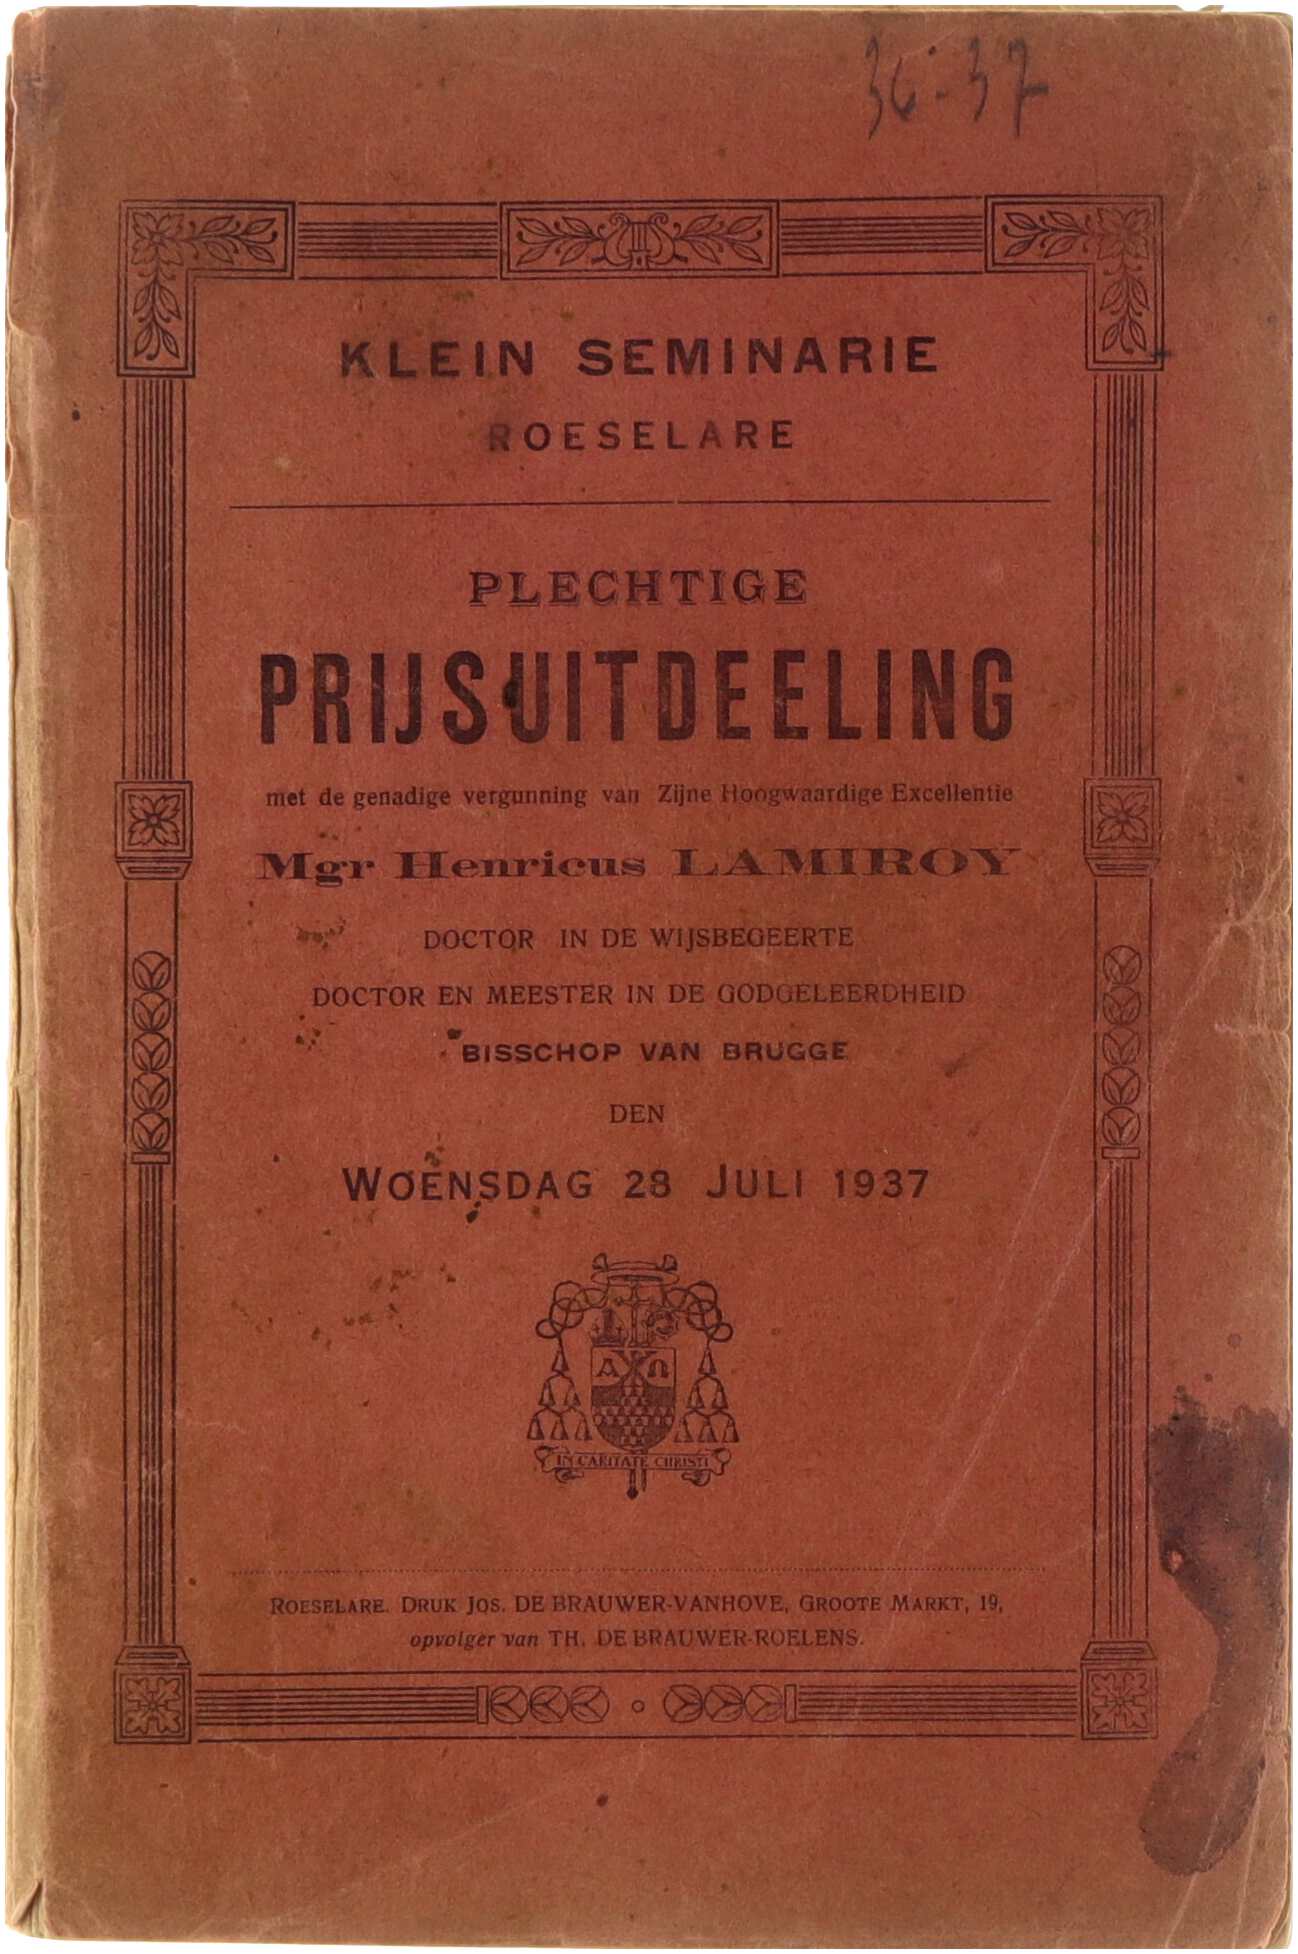 36-37
KLEIN SEMINARIE
ROESELARE
PLECHTIGE
PRIJSUITDEELING
met de genadige vergunning van Zijne Hoogwaardige Excellentie
Mgr Henricus LAMIROY
DOCTOR IN DE WIJSBEGEERTE
DOCTOR EN MEESTER IN DE GODGELEERDHEID
BISSCHOP VAN BRUGGE
DEN
WOENSDAG 28 JULI 1937
A Ω
IN CARITATE CHRISTI
ROESELARE. DRUK JOS. DE BRAUWER-VANHOVE, GROOTE MARKT, 19,
opvolger van TH. DE BRAUWER-ROELENS.